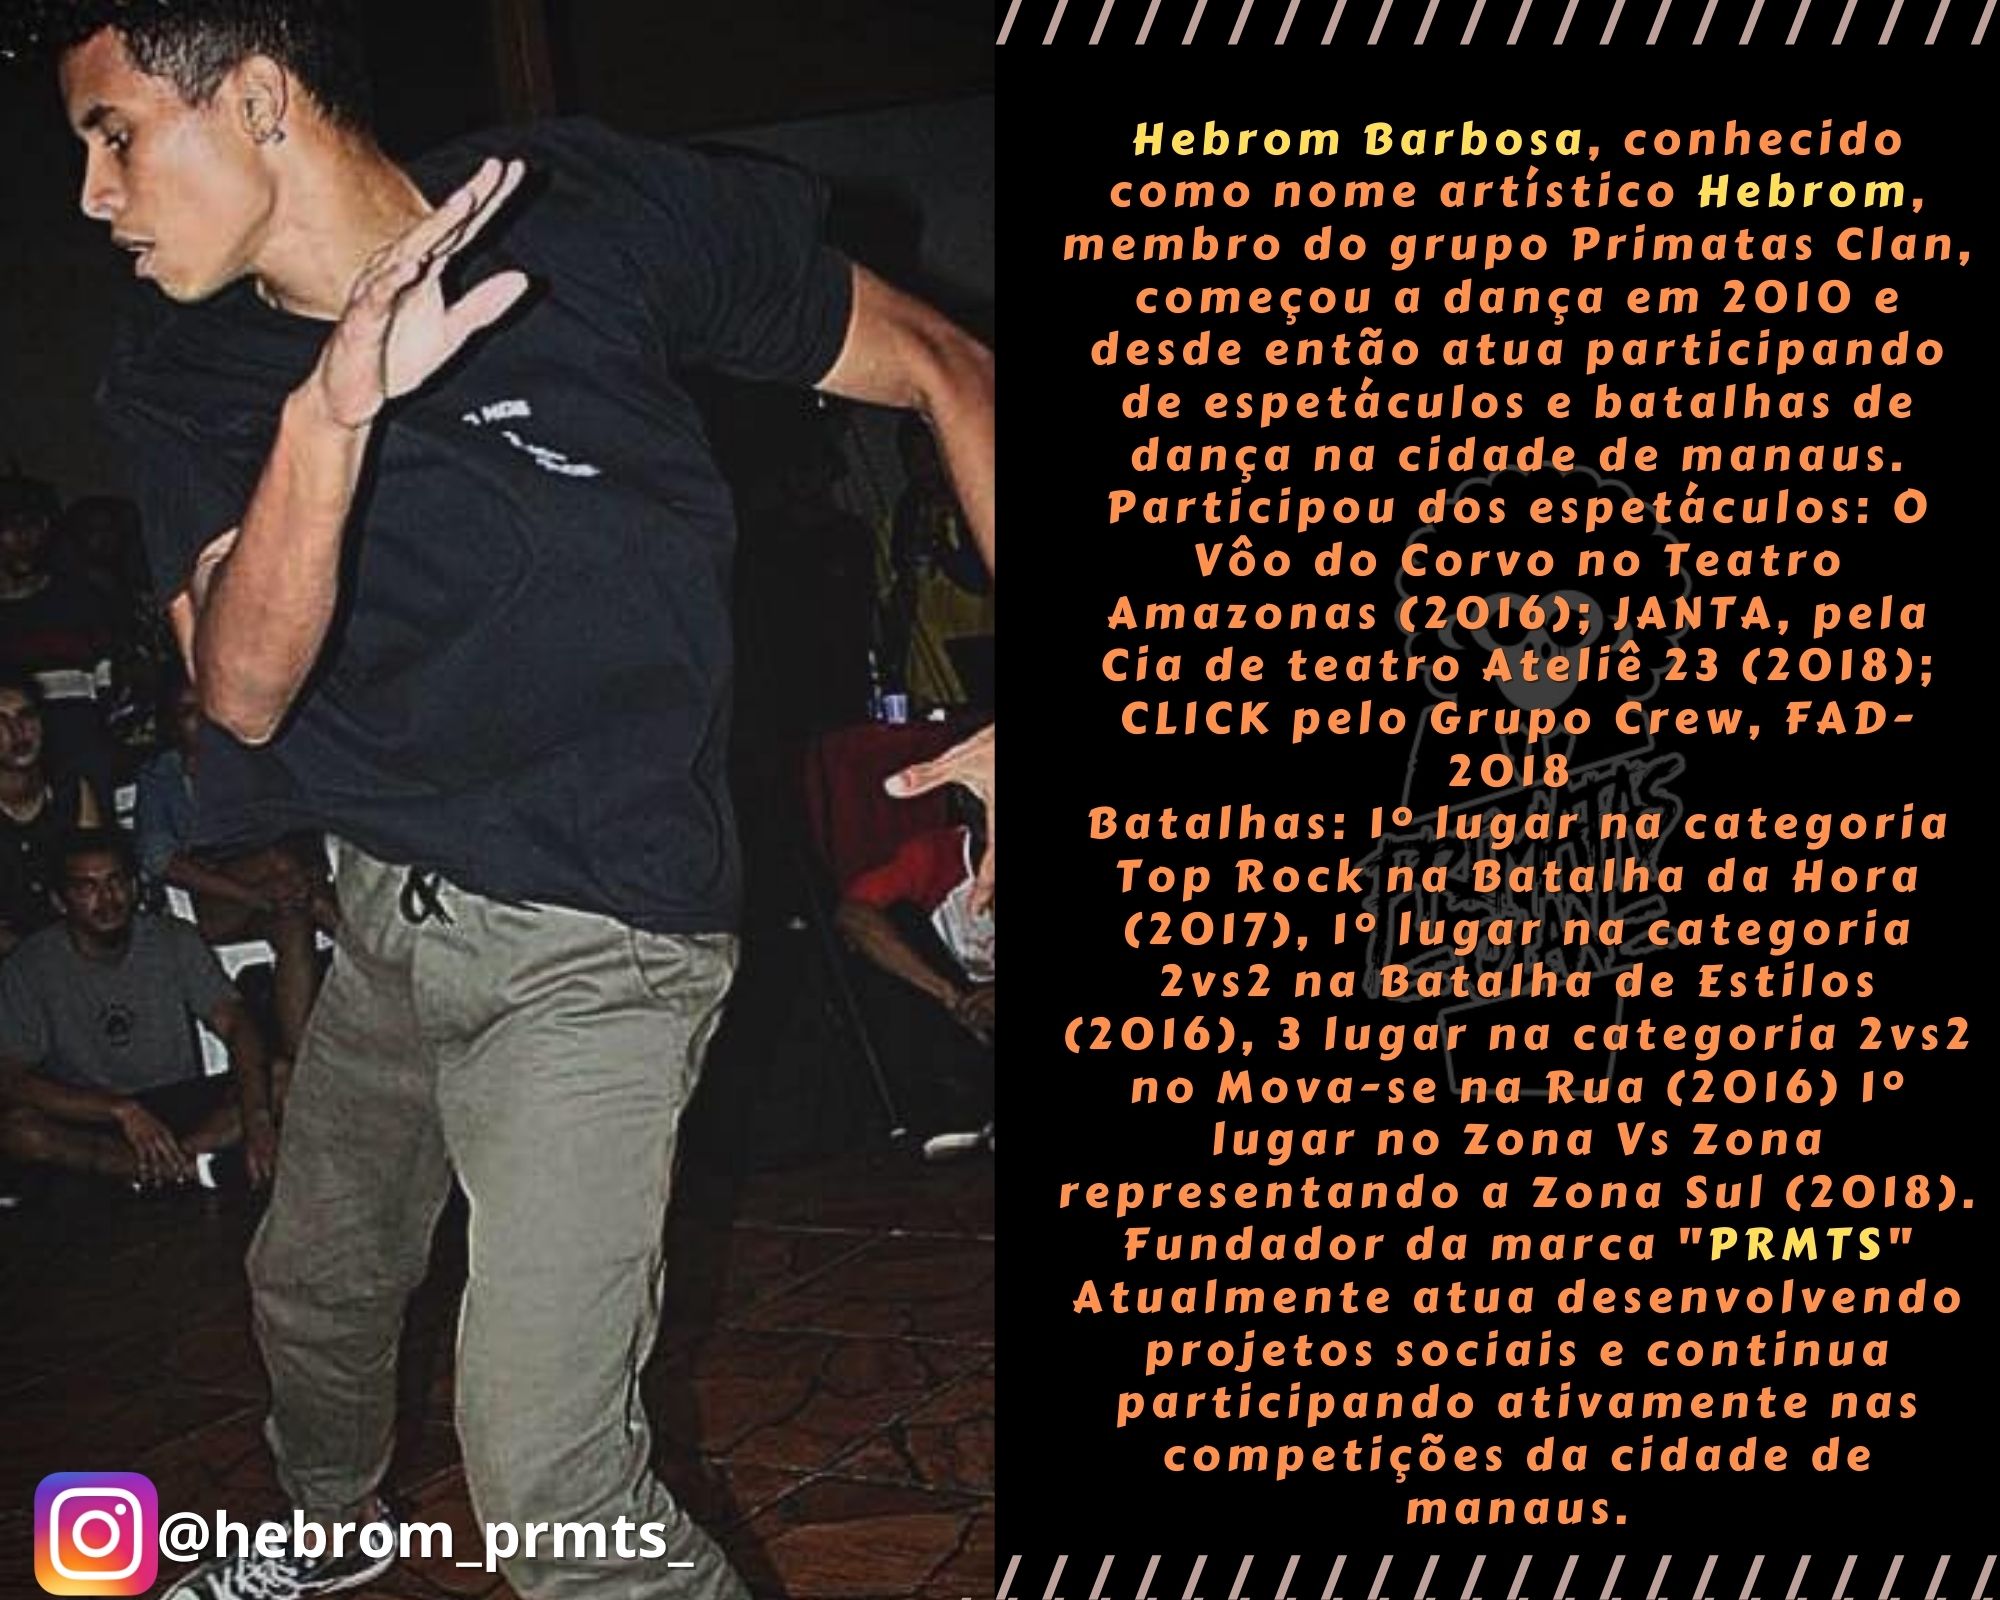 Hebrom Barbosa, conhecido
como nome artístico Hebrom,
membro do grupo Primatas Clan,
começou a dança em 2010 e
desde então atua participando
de espetáculos e batalhas de
dança na cidade de manaus.
Participou dos espetáculos: O
Vôo do Corvo no Teatro
Amazonas (2016); JANTA, pela
Cia de teatro Ateliê 23 (2018);
CLICK pelo Grupo Crew, FAD-
2018
Batalhas: 1º lugar na categoria
Top Rock na Batalha da Hora
(2017), 1º lugar na categoria
2vs2 na Batalha de Estilos
(2016), 3 lugar na categoria 2vs2
no Mova-se na Rua (2016) 1º
lugar no Zona Vs Zona
representando a Zona Sul (2018).
Fundador da marca "PRMTS"
Atualmente atua desenvolvendo
projetos sociais e continua
participando ativamente nas
competições da cidade de
manaus.
@hebrom_prmts_